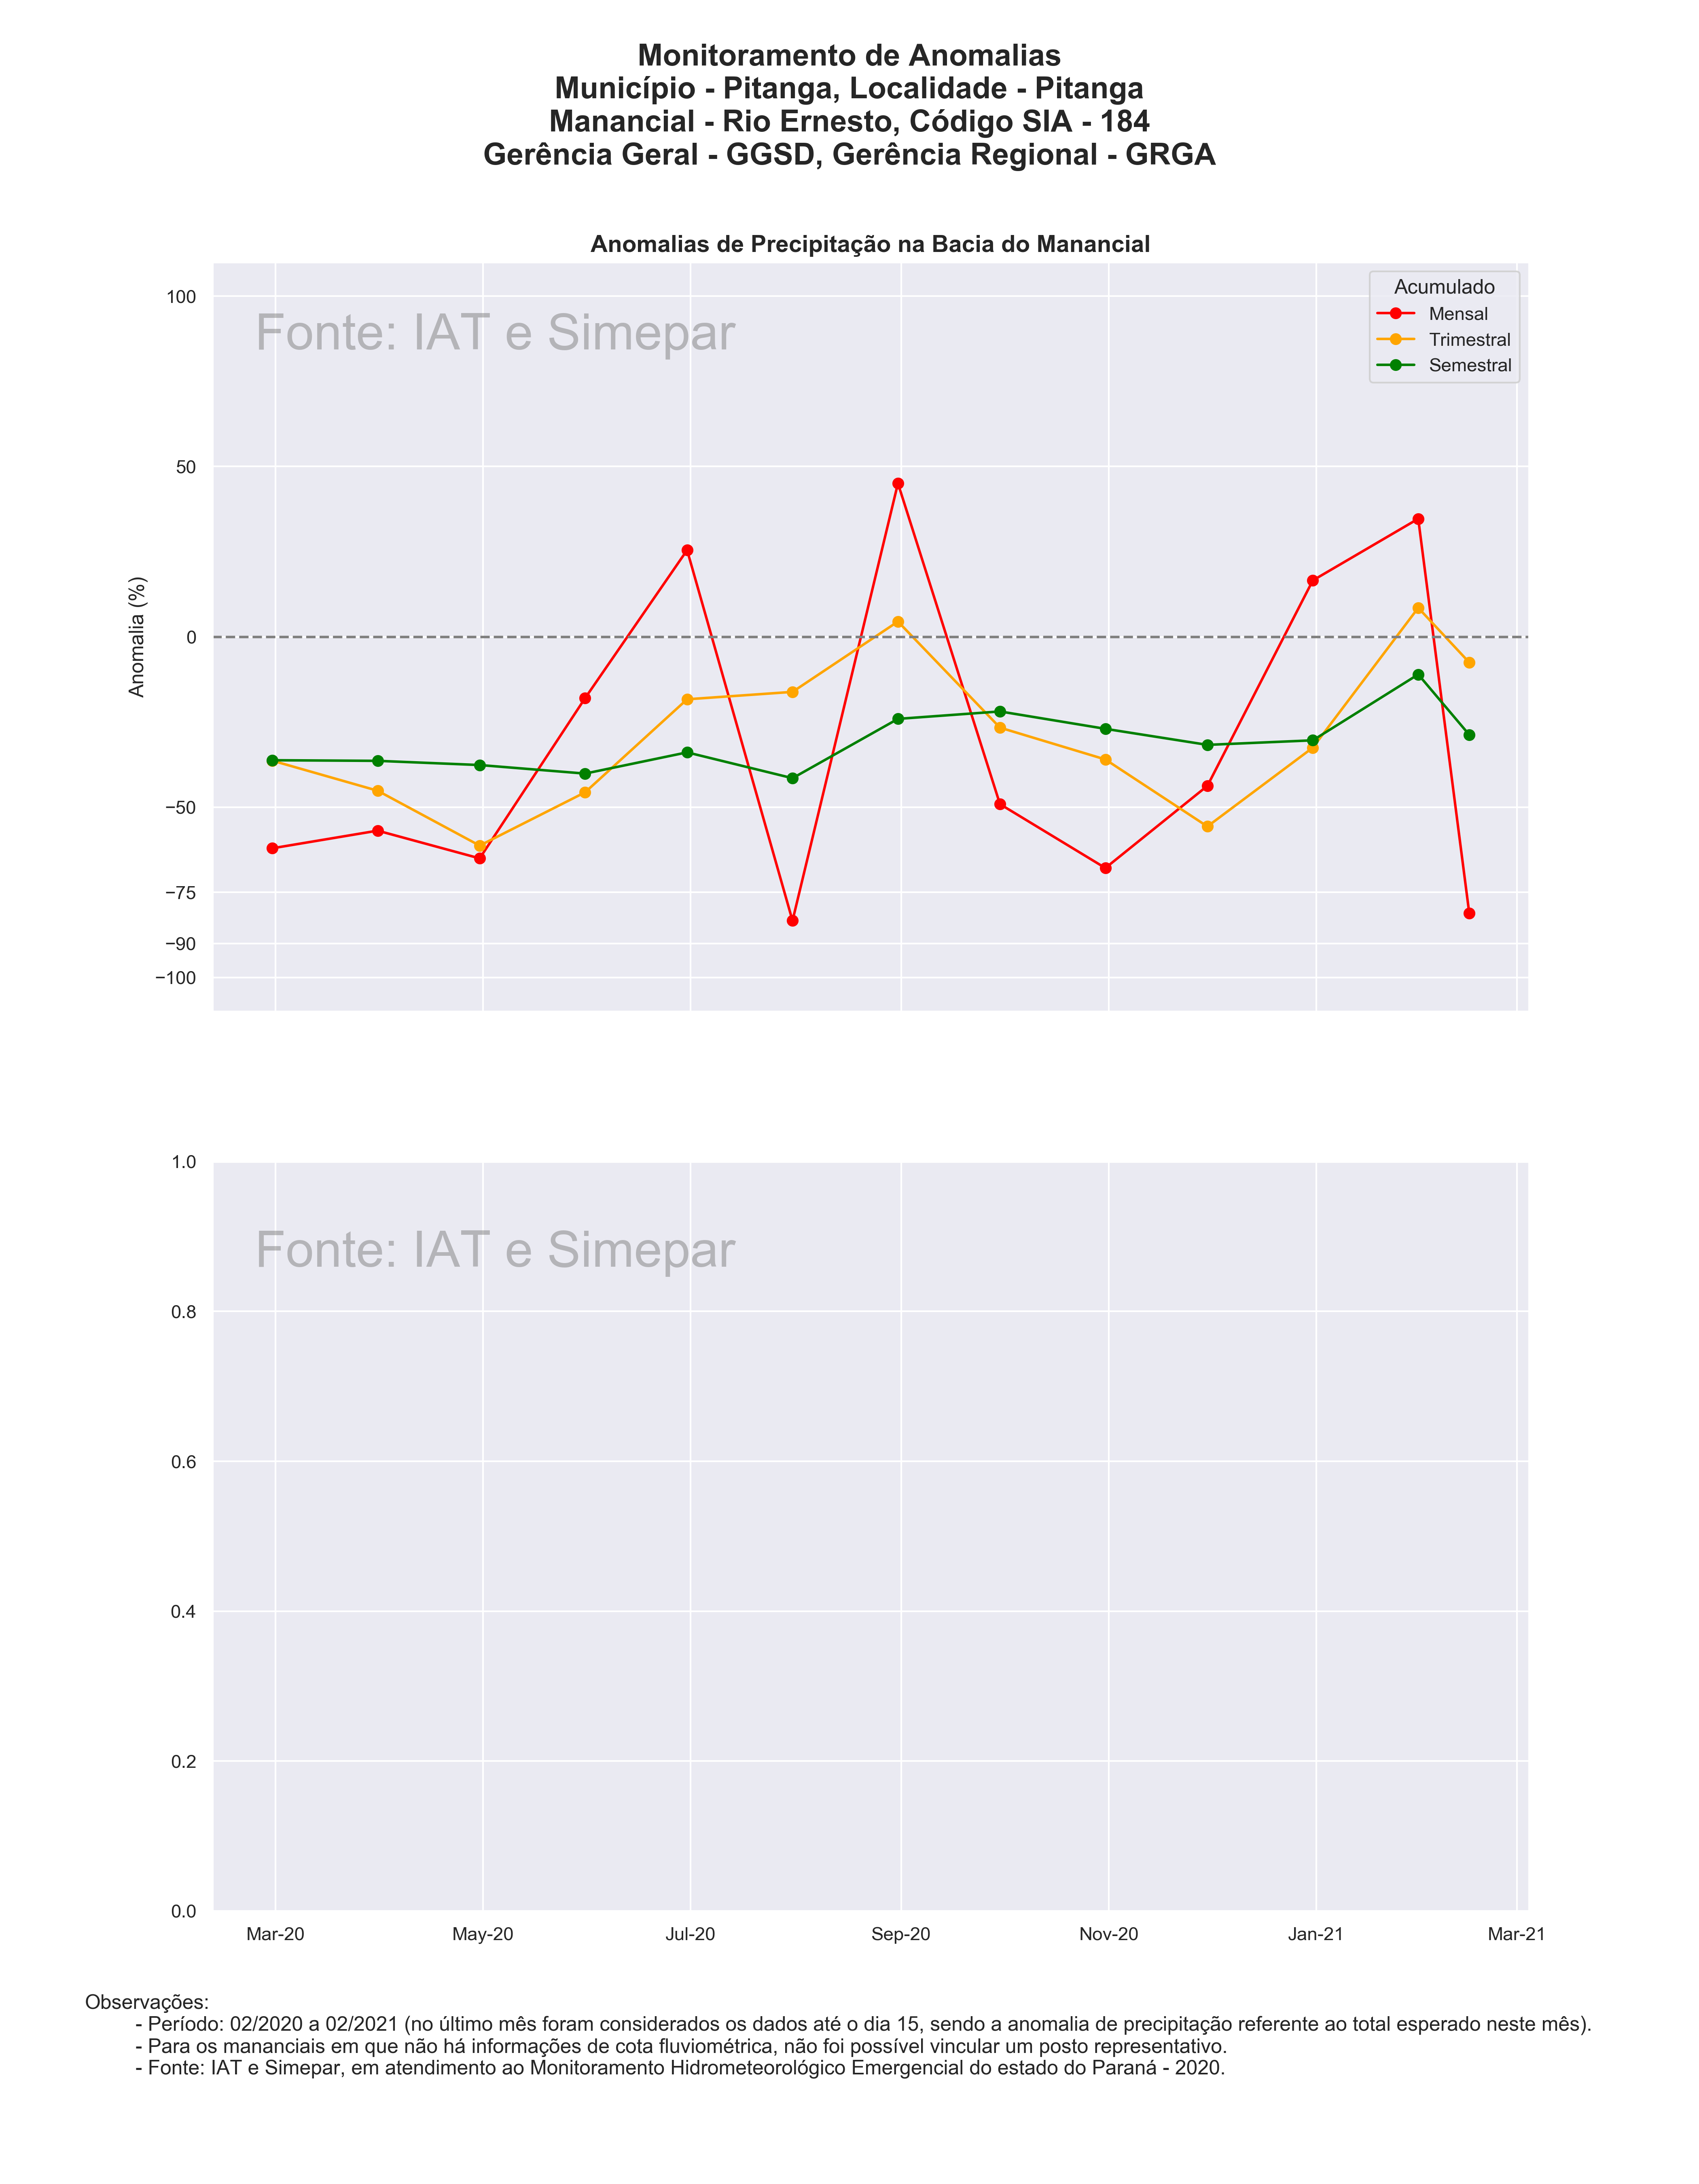 Monitoramento de Anomalias
Município - Pitanga, Localidade - Pitanga
Manancial - Rio Ernesto, Código SIA - 184
Gerência Geral - GGSD, Gerência Regional - GRGA
Anomalias de Precipitação na Bacia do Manancial
Fonte: IAT e Simepar
Acumulado
Mensal
Trimestral
Semestral
Anomalia (%)
100
50
0
−50
−75
−90
−100
Fonte: IAT e Simepar
1.0
0.8
0.6
0.4
0.2
0.0
Mar-20 May-20 Jul-20 Sep-20 Nov-20 Jan-21 Mar-21
Observações:
- Período: 02/2020 a 02/2021 (no último mês foram considerados os dados até o dia 15, sendo a anomalia de precipitação referente ao total esperado neste mês).
- Para os mananciais em que não há informações de cota fluviométrica, não foi possível vincular um posto representativo.
- Fonte: IAT e Simepar, em atendimento ao Monitoramento Hidrometeorológico Emergencial do estado do Paraná - 2020.